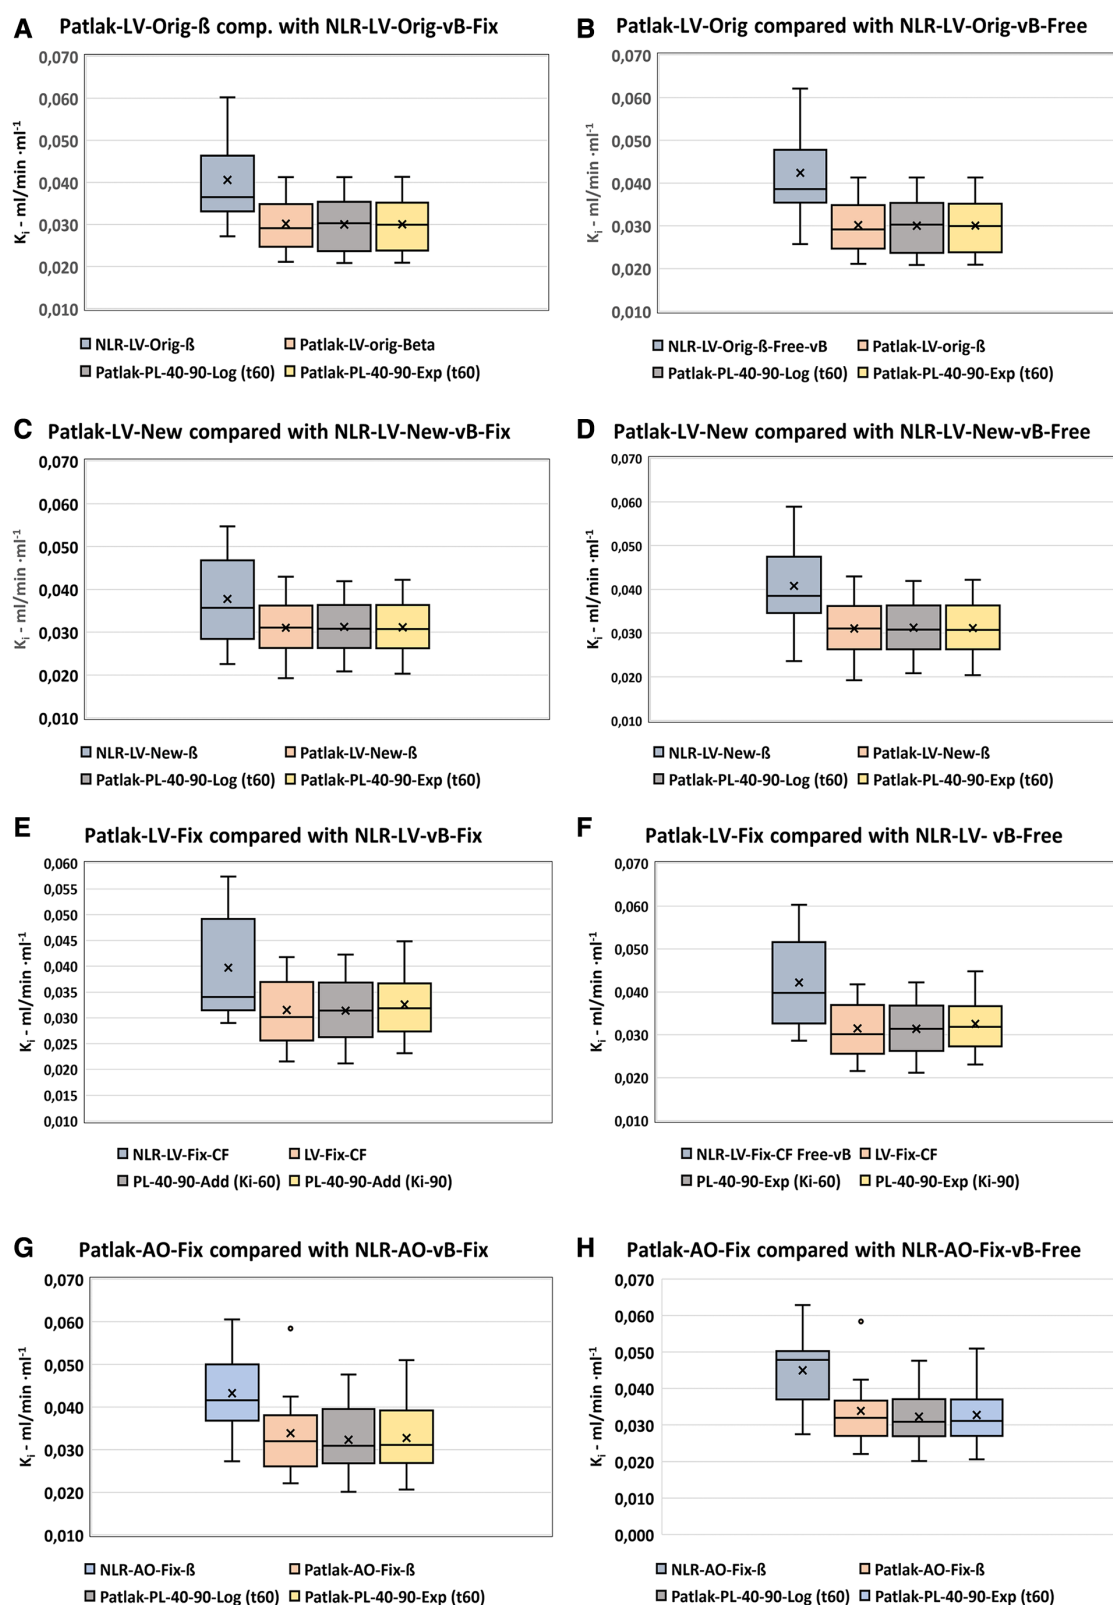 A Patlak-LV-Orig-ß comp. with NLR-LV-Orig-vB-Fix
0,070
0,060
0,050
0,040
0,030
0,020
0,010
Ki - ml/min ·ml-1
NLR-LV-Orig-ß Patlak-LV-orig-Beta
Patlak-PL-40-90-Log (t60) Patlak-PL-40-90-Exp (t60)
B Patlak-LV-Orig compared with NLR-LV-Orig-vB-Free
0,070
0,060
0,050
0,040
0,030
0,020
0,010
Ki - ml/min ·ml-1
NLR-LV-Orig-ß-Free-vB Patlak-LV-orig-ß
Patlak-PL-40-90-Log (t60) Patlak-PL-40-90-Exp (t60)
C Patlak-LV-New compared with NLR-LV-New-vB-Fix
0,070
0,060
0,050
0,040
0,030
0,020
0,010
Ki - ml/min ·ml-1
NLR-LV-New-ß Patlak-LV-New-ß
Patlak-PL-40-90-Log (t60) Patlak-PL-40-90-Exp (t60)
D Patlak-LV-New compared with NLR-LV-New-vB-Free
0,070
0,060
0,050
0,040
0,030
0,020
0,010
Ki - ml/min ·ml-1
NLR-LV-New-ß Patlak-LV-New-ß
Patlak-PL-40-90-Log (t60) Patlak-PL-40-90-Exp (t60)
E Patlak-LV-Fix compared with NLR-LV-vB-Fix
0,060
0,055
0,050
0,045
0,040
0,035
0,030
0,025
0,020
0,015
0,010
Ki - ml/min ·ml-1
NLR-LV-Fix-CF LV-Fix-CF
PL-40-90-Add (Ki-60) PL-40-90-Add (Ki-90)
F Patlak-LV-Fix compared with NLR-LV- vB-Free
0,070
0,060
0,050
0,040
0,030
0,020
0,010
Ki - ml/min ·ml-1
NLR-LV-Fix-CF Free-vB LV-Fix-CF
PL-40-90-Exp (Ki-60) PL-40-90-Exp (Ki-90)
G Patlak-AO-Fix compared with NLR-AO-vB-Fix
0,070
0,060
0,050
0,040
0,030
0,020
0,010
Ki - ml/min ·ml-1
NLR-AO-Fix-ß Patlak-AO-Fix-ß
Patlak-PL-40-90-Log (t60) Patlak-PL-40-90-Exp (t60)
H Patlak-AO-Fix compared with NLR-AO-Fix-vB-Free
0,070
0,060
0,050
0,040
0,030
0,020
0,010
0,000
Ki - ml/min ·ml-1
NLR-AO-Fix-ß Patlak-AO-Fix-ß
Patlak-PL-40-90-Log (t60) Patlak-PL-40-90-Exp (t60)